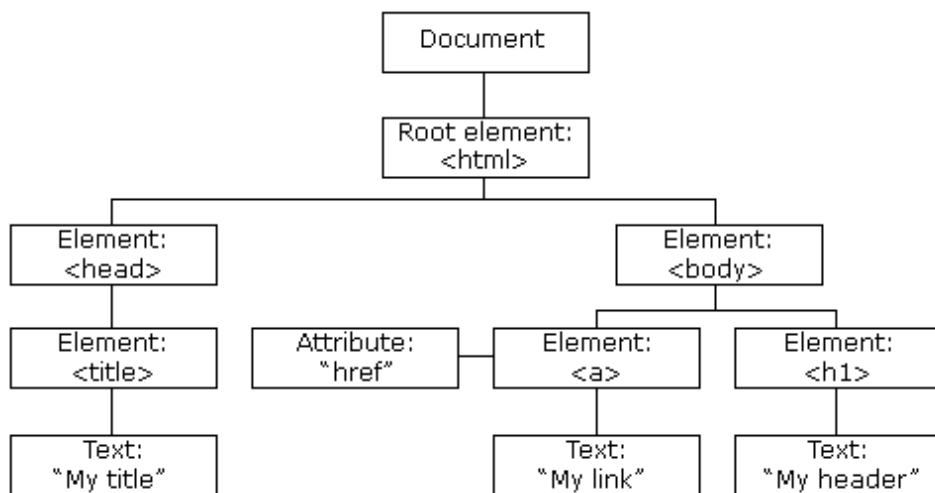 Document
Root element:
<html>
Element:
<head>
Element:
<body>
Element:
<title>
Attribute:
“href”
Element:
<a>
Element:
<h1>
Text:
“My title”
Text:
“My link”
Text:
“My header”